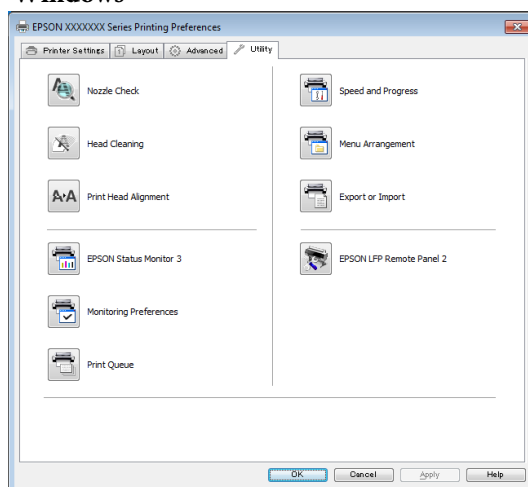 Windows
EPSON XXXXXXX Series Printing Preferences
Printer Settings Layout Advanced Utility
Nozzle Check
Speed and Progress
Head Cleaning
Menu Arrangement
Print Head Alignment
Export or Import
EPSON Status Monitor 3
EPSON LFP Remote Panel 2
Monitoring Preferences
Print Queue
OK Cancel Apply Help